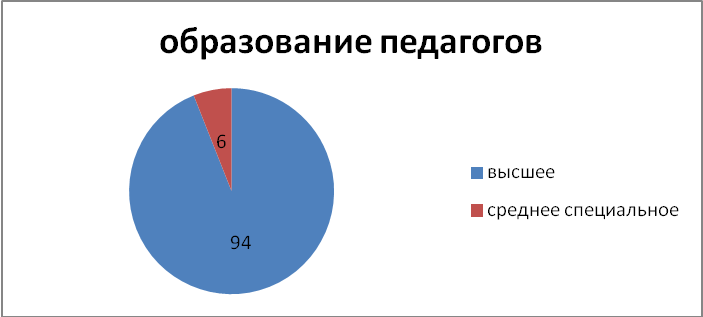 образование педагогов
6
94
высшее
среднее специальное